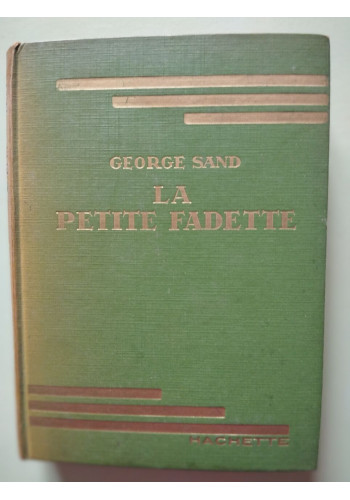 GEORGE SAND
LA
PETITE FADETTE
HACHETTE